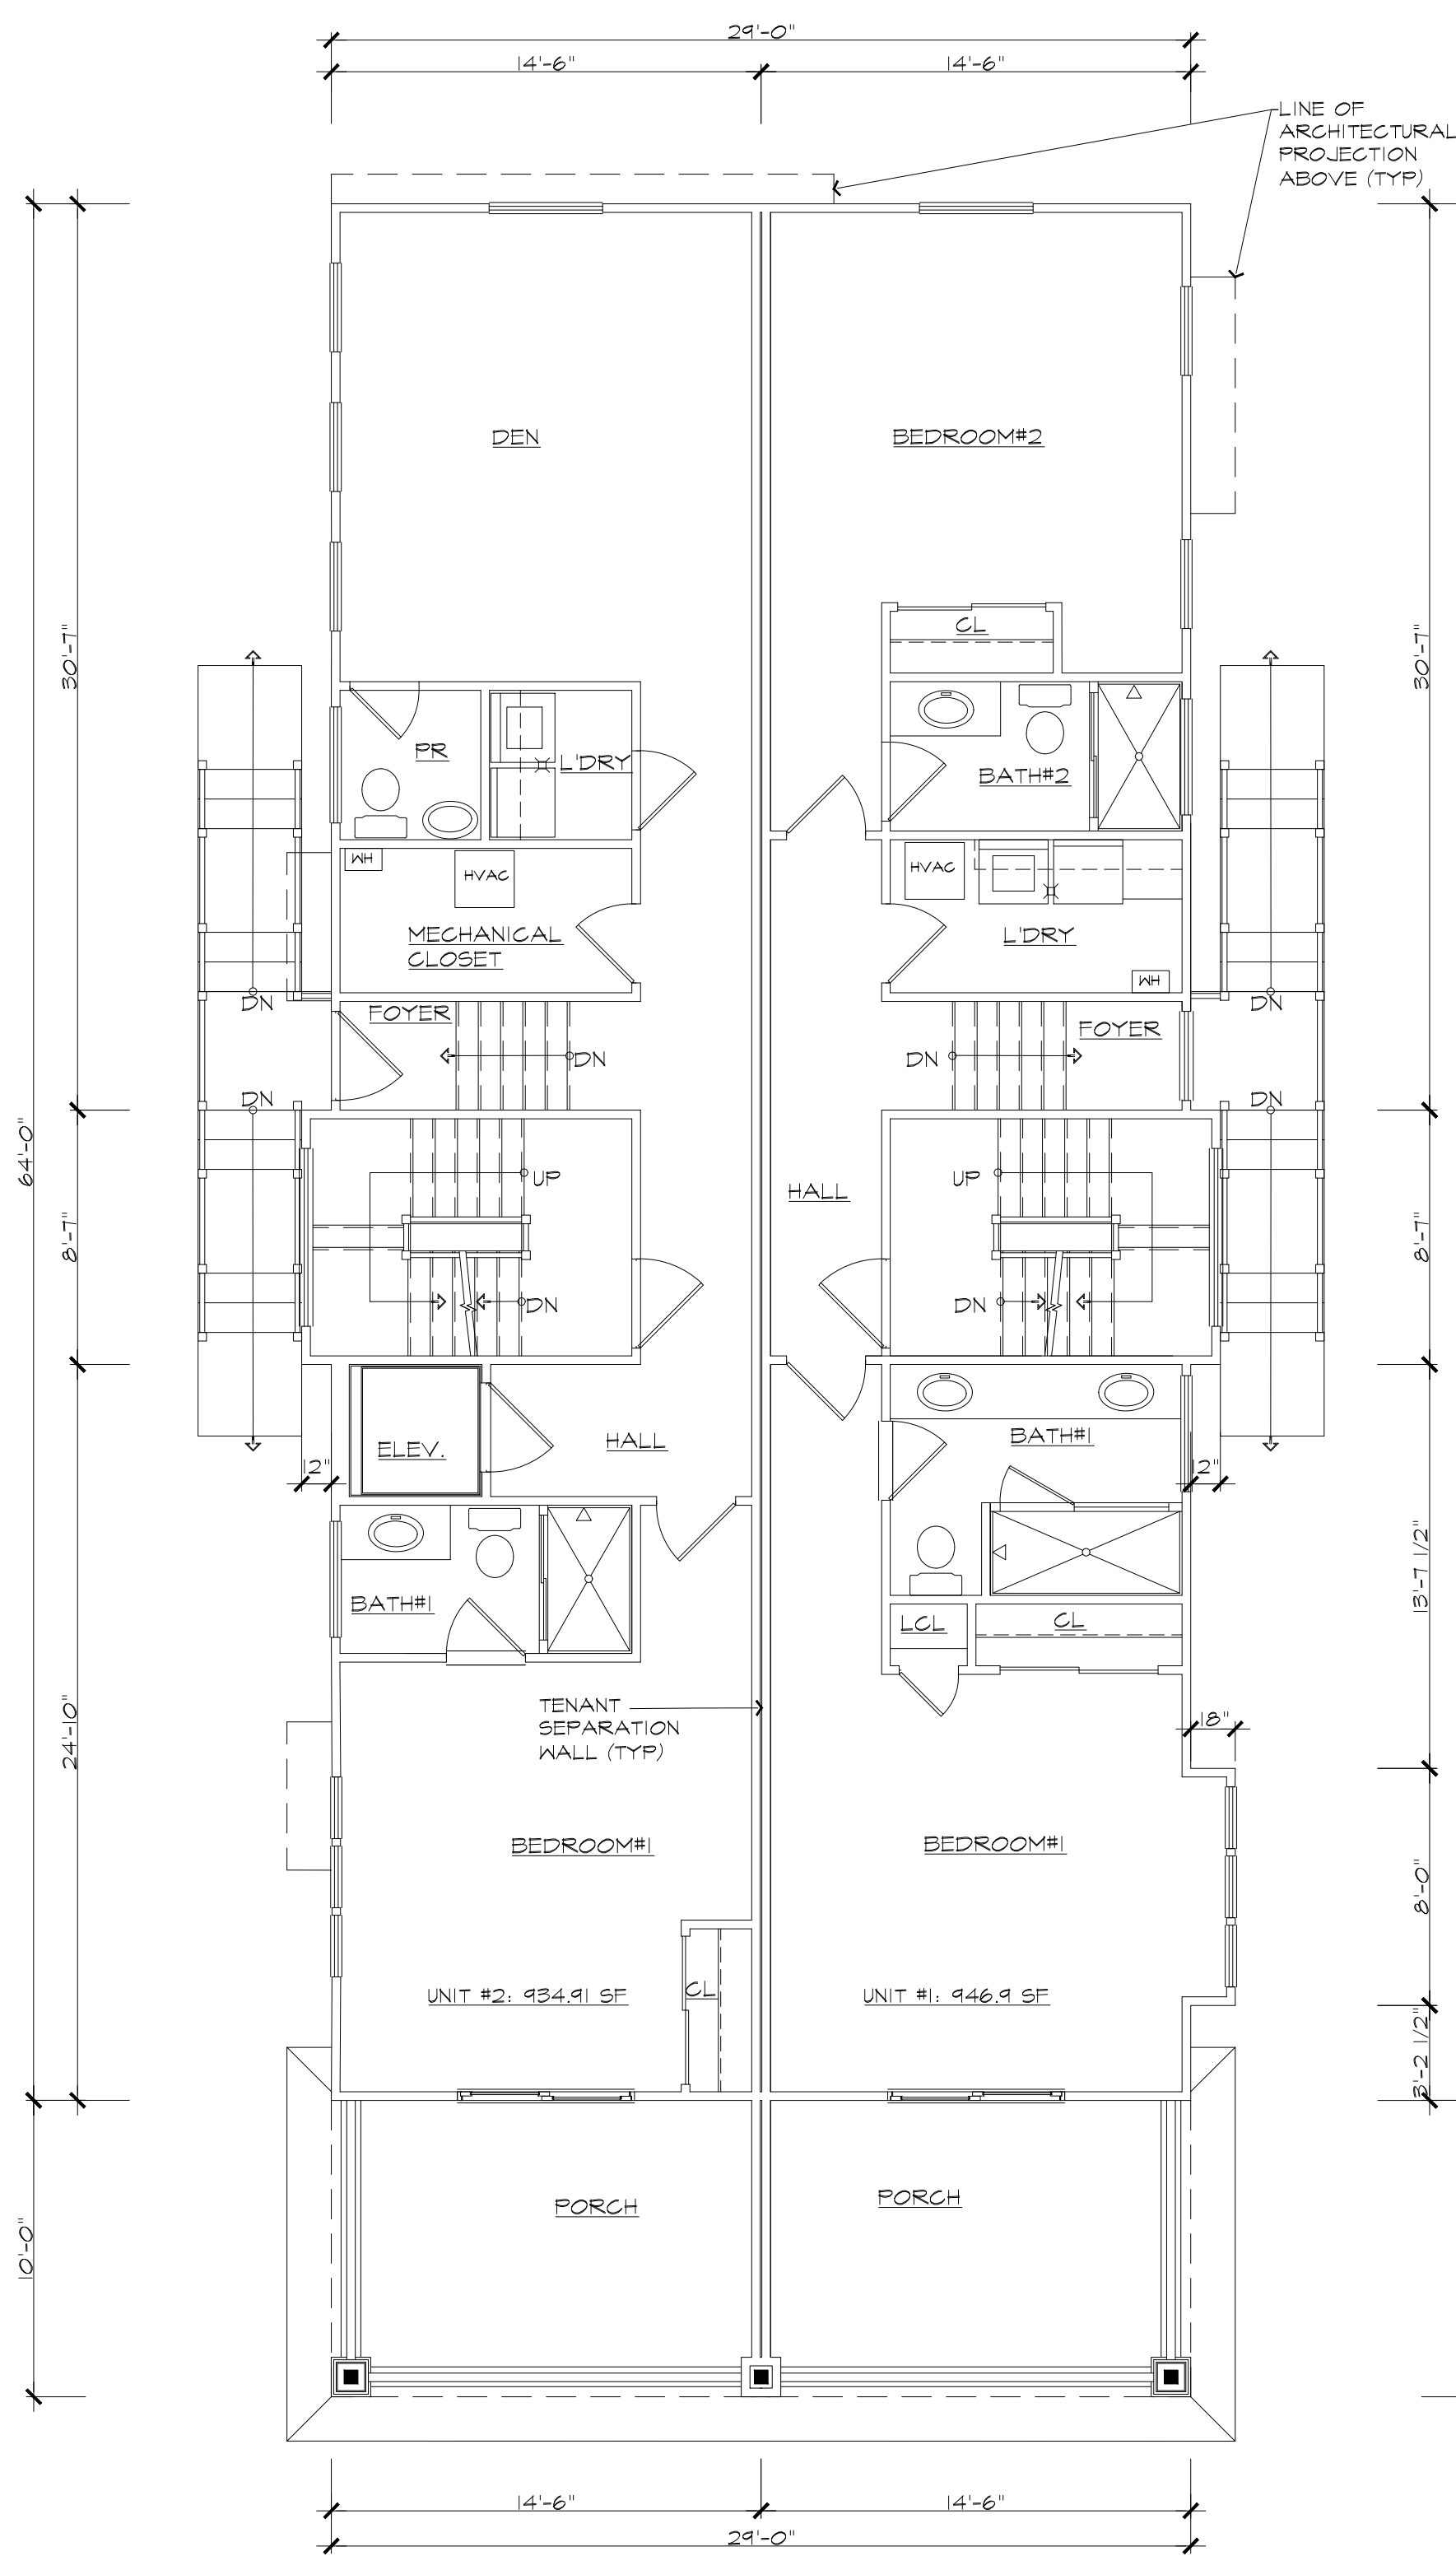 29'-0"
14'-6"
14'-6"
LINE OF
ARCHITECTURAL
PROJECTION
ABOVE (TYP)
DEN
BEDROOM#2
30'-7"
30'-7"
CL
PR
L'DRY
BATH#2
WH
HVAC
HVAC
MECHANICAL
CLOSET
L'DRY
WH
DN
DN
FOYER
FOYER
DN
DN
DN
DN
64'-0"
8'-7"
UP
HALL
UP
8'-7"
DN
DN
ELEV.
HALL
BATH#1
12"
12"
BATH#1
13'-7 1/2"
LCL
CL
24'-10"
TENANT
SEPARATION
WALL (TYP)
18"
BEDROOM#1
BEDROOM#1
8'-0"
CL
UNIT #2: 934.91 SF
UNIT #1: 946.9 SF
3'-2 1/2"
PORCH
PORCH
10'-0"
14'-6"
14'-6"
29'-0"